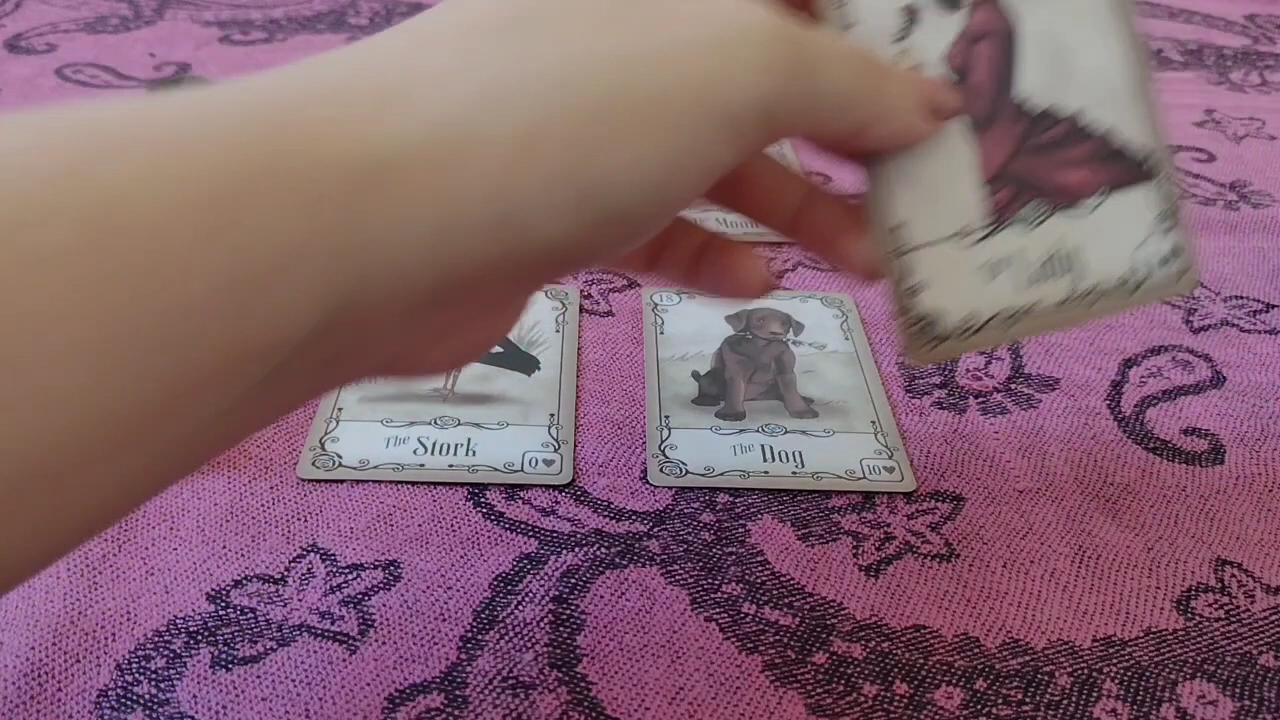 18
The Stork
Q♥
The Dog
10♥